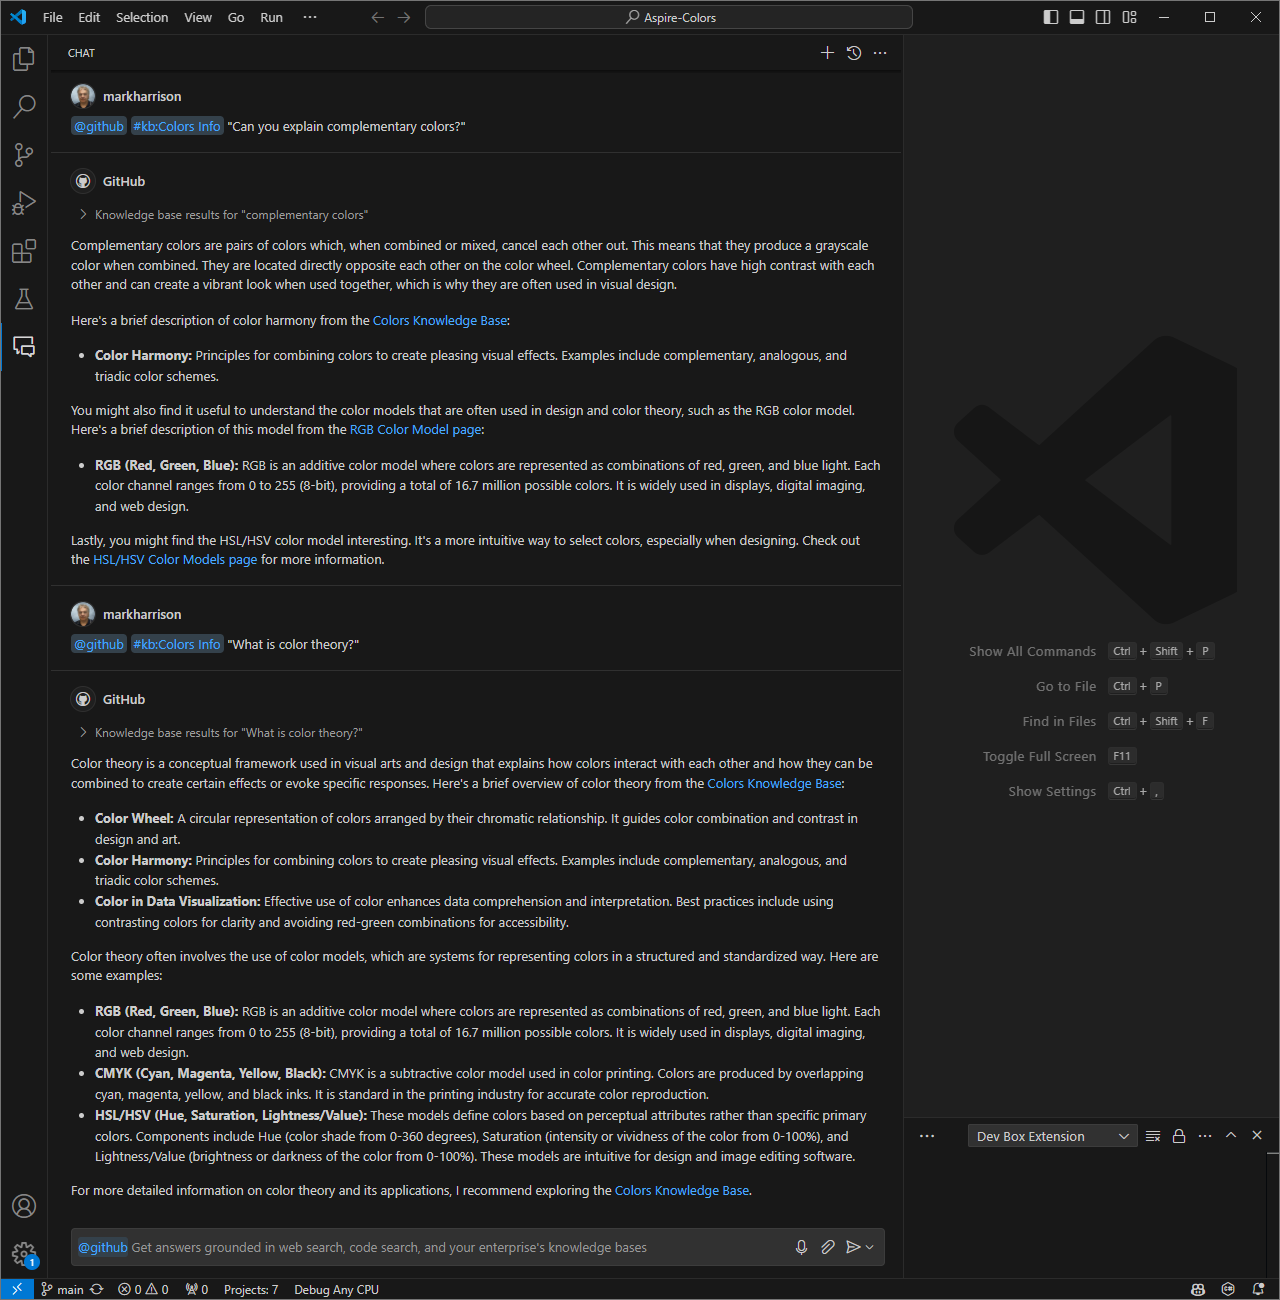 File Edit Selection View Go Run ··· Aspire-Colors
CHAT
markharrison
@github #kb:Colors Info "Can you explain complementary colors?"
GitHub
Knowledge base results for "complementary colors"
Complementary colors are pairs of colors which, when combined or mixed, cancel each other out. This means that they produce a grayscale
color when combined. They are located directly opposite each other on the color wheel. Complementary colors have high contrast with each
other and can create a vibrant look when used together, which is why they are often used in visual design.
Here's a brief description of color harmony from the Colors Knowledge Base:
• Color Harmony: Principles for combining colors to create pleasing visual effects. Examples include complementary, analogous, and
triadic color schemes.
You might also find it useful to understand the color models that are often used in design and color theory, such as the RGB color model.
Here's a brief description of this model from the RGB Color Model page:
• RGB (Red, Green, Blue): RGB is an additive color model where colors are represented as combinations of red, green, and blue light. Each
color channel ranges from 0 to 255 (8-bit), providing a total of 16.7 million possible colors. It is widely used in displays, digital imaging,
and web design.
Lastly, you might find the HSL/HSV color model interesting. It's a more intuitive way to select colors, especially when designing. Check out
the HSL/HSV Color Models page for more information.
markharrison
@github #kb:Colors Info "What is color theory?"
GitHub
Knowledge base results for "What is color theory?"
Color theory is a conceptual framework used in visual arts and design that explains how colors interact with each other and how they can be
combined to create certain effects or evoke specific responses. Here's a brief overview of color theory from the Colors Knowledge Base:
• Color Wheel: A circular representation of colors arranged by their chromatic relationship. It guides color combination and contrast in
design and art.
• Color Harmony: Principles for combining colors to create pleasing visual effects. Examples include complementary, analogous, and
triadic color schemes.
• Color in Data Visualization: Effective use of color enhances data comprehension and interpretation. Best practices include using
contrasting colors for clarity and avoiding red-green combinations for accessibility.
Color theory often involves the use of color models, which are systems for representing colors in a structured and standardized way. Here are
some examples:
• RGB (Red, Green, Blue): RGB is an additive color model where colors are represented as combinations of red, green, and blue light. Each
color channel ranges from 0 to 255 (8-bit), providing a total of 16.7 million possible colors. It is widely used in displays, digital imaging,
and web design.
• CMYK (Cyan, Magenta, Yellow, Black): CMYK is a subtractive color model used in color printing. Colors are produced by overlapping
cyan, magenta, yellow, and black inks. It is standard in the printing industry for accurate color reproduction.
• HSL/HSV (Hue, Saturation, Lightness/Value): These models define colors based on perceptual attributes rather than specific primary
colors. Components include Hue (color shade from 0-360 degrees), Saturation (intensity or vividness of the color from 0-100%), and
Lightness/Value (brightness or darkness of the color from 0-100%). These models are intuitive for design and image editing software.
For more detailed information on color theory and its applications, I recommend exploring the Colors Knowledge Base.
@github Get answers grounded in web search, code search, and your enterprise's knowledge bases
Show All Commands Ctrl + Shift + P
Go to File Ctrl + P
Find in Files Ctrl + Shift + F
Toggle Full Screen F11
Show Settings Ctrl + ,
Dev Box Extension
1
main 0 0 0 Projects: 7 Debug Any CPU